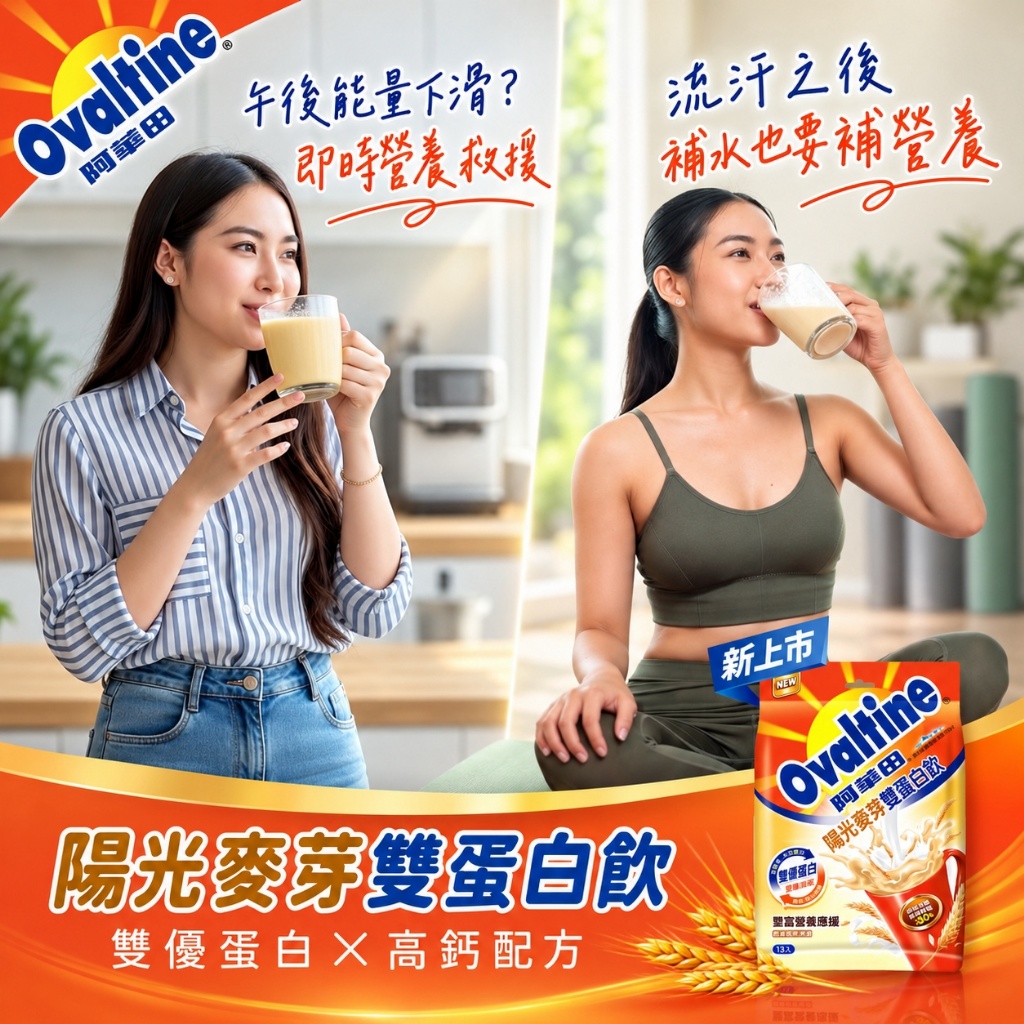 Ovaltine®
阿華田
午後能量下滑?
即時營養救援
流汗之後
補水也要補營養
新上市
NEW
Ovaltine®
阿華田
陽光麥芽雙蛋白飲
雙優蛋白
豐富營養應援
13入
陽光麥芽雙蛋白飲
雙優蛋白×高鈣配方